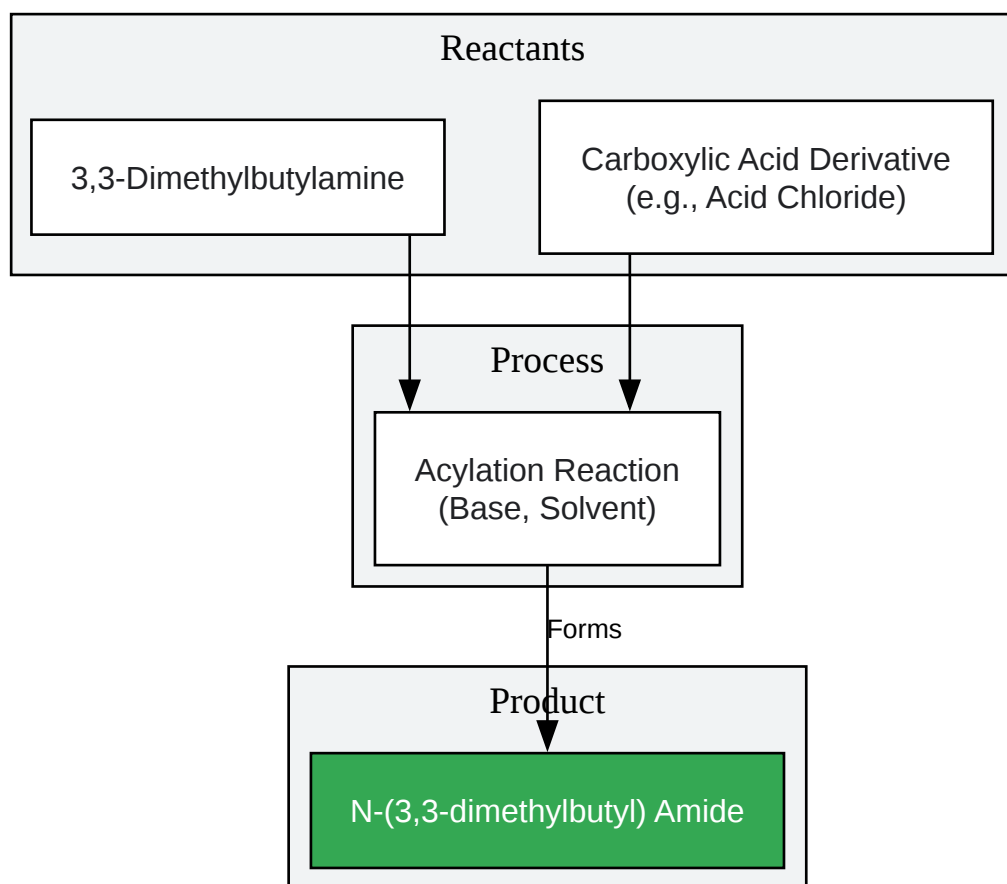 Reactants
3,3-Dimethylbutylamine
Carboxylic Acid Derivative
(e.g., Acid Chloride)
Process
Acylation Reaction
(Base, Solvent)
Forms
Product
N-(3,3-dimethylbutyl) Amide